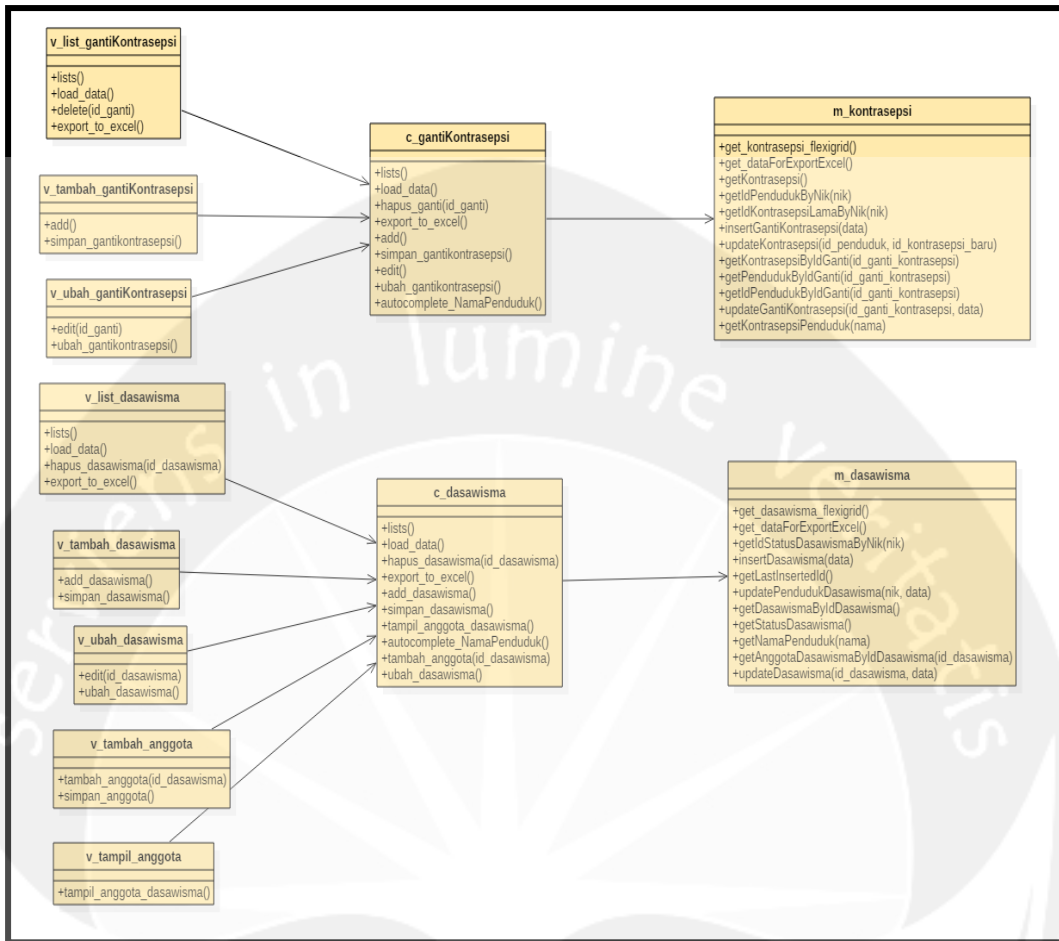 v_list_gantiKontrasepsi
+lists()
+load_data()
+delete(id_ganti)
+export_to_excel()
v_tambah_gantiKontrasepsi
+add()
+simpan_gantikontrasepsi()
v_ubah_gantiKontrasepsi
+edit(id_ganti)
+ubah_gantikontrasepsi()
c_gantiKontrasepsi
+lists()
+load_data()
+hapus_ganti(id_ganti)
+export_to_excel()
+add()
+simpan_gantikontrasepsi()
+edit()
+ubah_gantikontrasepsi()
+autocomplete_NamaPenduduk()
m_kontrasepsi
+get_kontrasepsi_flexigrid()
+get_dataForExportExcel()
+getKontrasepsi()
+getIdPendudukByNik(nik)
+getIdKontrasepsiLamaByNik(nik)
+insertGantiKontrasepsi(data)
+updateKontrasepsi(id_penduduk, id_kontrasepsi_baru)
+getKontrasepsiByIdGanti(id_ganti_kontrasepsi)
+getPendudukByIdGanti(id_ganti_kontrasepsi)
+getIdPendudukByIdGanti(id_ganti_kontrasepsi)
+updateGantiKontrasepsi(id_ganti_kontrasepsi, data)
+getKontrasepsiPenduduk(nama)
v_list_dasawisma
+lists()
+load_data()
+hapus_dasawisma(id_dasawisma)
+export_to_excel()
v_tambah_dasawisma
+add_dasawisma()
+simpan_dasawisma()
v_ubah_dasawisma
+edit(id_dasawisma)
+ubah_dasawisma()
v_tambah_anggota
+tambah_anggota(id_dasawisma)
+simpan_anggota()
v_tampil_anggota
+tampil_anggota_dasawisma()
c_dasawisma
+lists()
+load_data()
+hapus_dasawisma(id_dasawisma)
+export_to_excel()
+add_dasawisma()
+simpan_dasawisma()
+tampil_anggota_dasawisma()
+autocomplete_NamaPenduduk()
+tambah_anggota(id_dasawisma)
+ubah_dasawisma()
m_dasawisma
+get_dasawisma_flexigrid()
+get_dataForExportExcel()
+getIdStatusDasawismaByNik(nik)
+insertDasawisma(data)
+getLastInsertedId()
+updatePendudukDasawisma(nik, data)
+getDasawismaByIdDasawisma()
+getStatusDasawisma()
+getNamaPenduduk(nama)
+getAnggotaDasawismaByIdDasawisma(id_dasawisma)
+updateDasawisma(id_dasawisma, data)
serviens in lumine veritatis